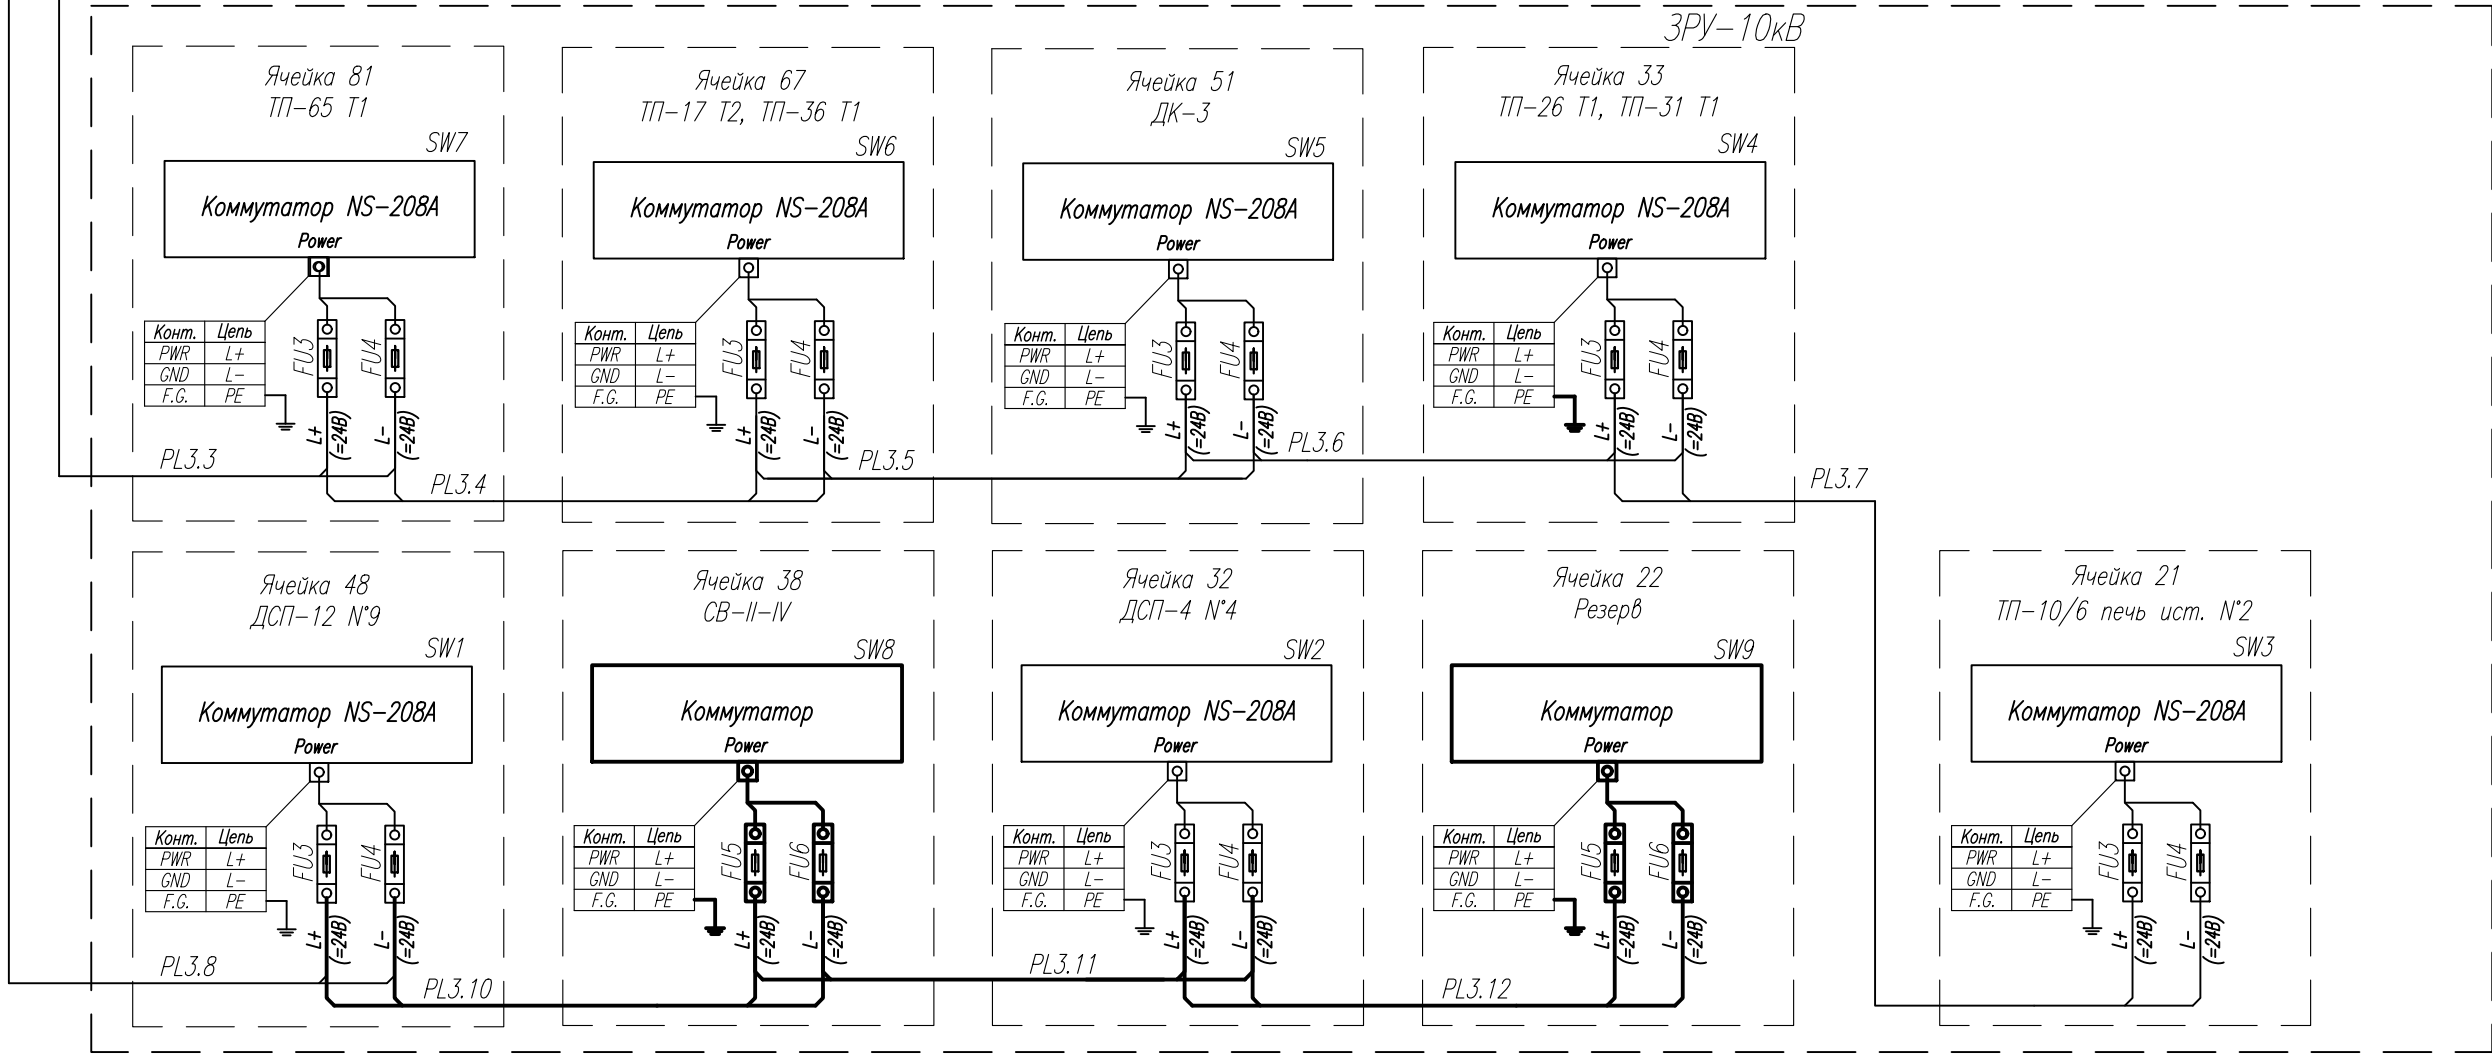 ЗРУ-10кВ
Ячейка 81
ТП-65 Т1
SW7
Коммутатор NS-208A
Power
Конт. Цепь
PWR L+
GND L-
F.G. PE
FU3
FU4
L+
(=24В)
L-
(=24В)
PL3.3
PL3.4
Ячейка 67
ТП-17 Т2, ТП-36 Т1
SW6
Коммутатор NS-208A
Power
Конт. Цепь
PWR L+
GND L-
F.G. PE
FU3
FU4
L+
(=24В)
L-
(=24В)
PL3.5
Ячейка 51
ДК-3
SW5
Коммутатор NS-208A
Power
Конт. Цепь
PWR L+
GND L-
F.G. PE
FU3
FU4
L+
(=24В)
L-
(=24В)
PL3.6
Ячейка 33
ТП-26 Т1, ТП-31 Т1
SW4
Коммутатор NS-208A
Power
Конт. Цепь
PWR L+
GND L-
F.G. PE
FU3
FU4
L+
(=24В)
L-
(=24В)
PL3.7
Ячейка 48
ДСП-12 N°9
SW1
Коммутатор NS-208A
Power
Конт. Цепь
PWR L+
GND L-
F.G. PE
FU3
FU4
L+
(=24В)
L-
(=24В)
PL3.8
PL3.10
Ячейка 38
СВ-II-IV
SW8
Коммутатор
Power
Конт. Цепь
PWR L+
GND L-
F.G. PE
FU5
FU6
L+
(=24В)
L-
(=24В)
Ячейка 32
ДСП-4 N°4
SW2
Коммутатор NS-208A
Power
Конт. Цепь
PWR L+
GND L-
F.G. PE
FU3
FU4
L+
(=24В)
L-
(=24В)
PL3.11
Ячейка 22
Резерв
SW9
Коммутатор
Power
Конт. Цепь
PWR L+
GND L-
F.G. PE
FU5
FU6
L+
(=24В)
L-
(=24В)
PL3.12
Ячейка 21
ТП-10/6 печь ист. N°2
SW3
Коммутатор NS-208A
Power
Конт. Цепь
PWR L+
GND L-
F.G. PE
FU3
FU4
L+
(=24В)
L-
(=24В)